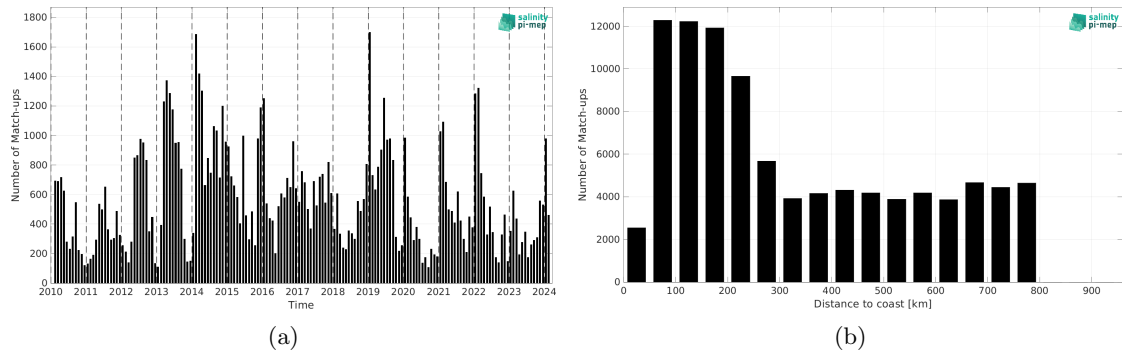 1800
1600
1400
1200
1000
800
600
400
200
0
Number of Match-ups
2010 2011 2012 2013 2014 2015 2016 2017 2018 2019 2020 2021 2022 2023 2024
Time
salinity
pi-mep
(a)
12000
10000
8000
6000
4000
2000
0
Number of Match-ups
0 100 200 300 400 500 600 700 800 900
Distance to coast [km]
salinity
pi-mep
(b)